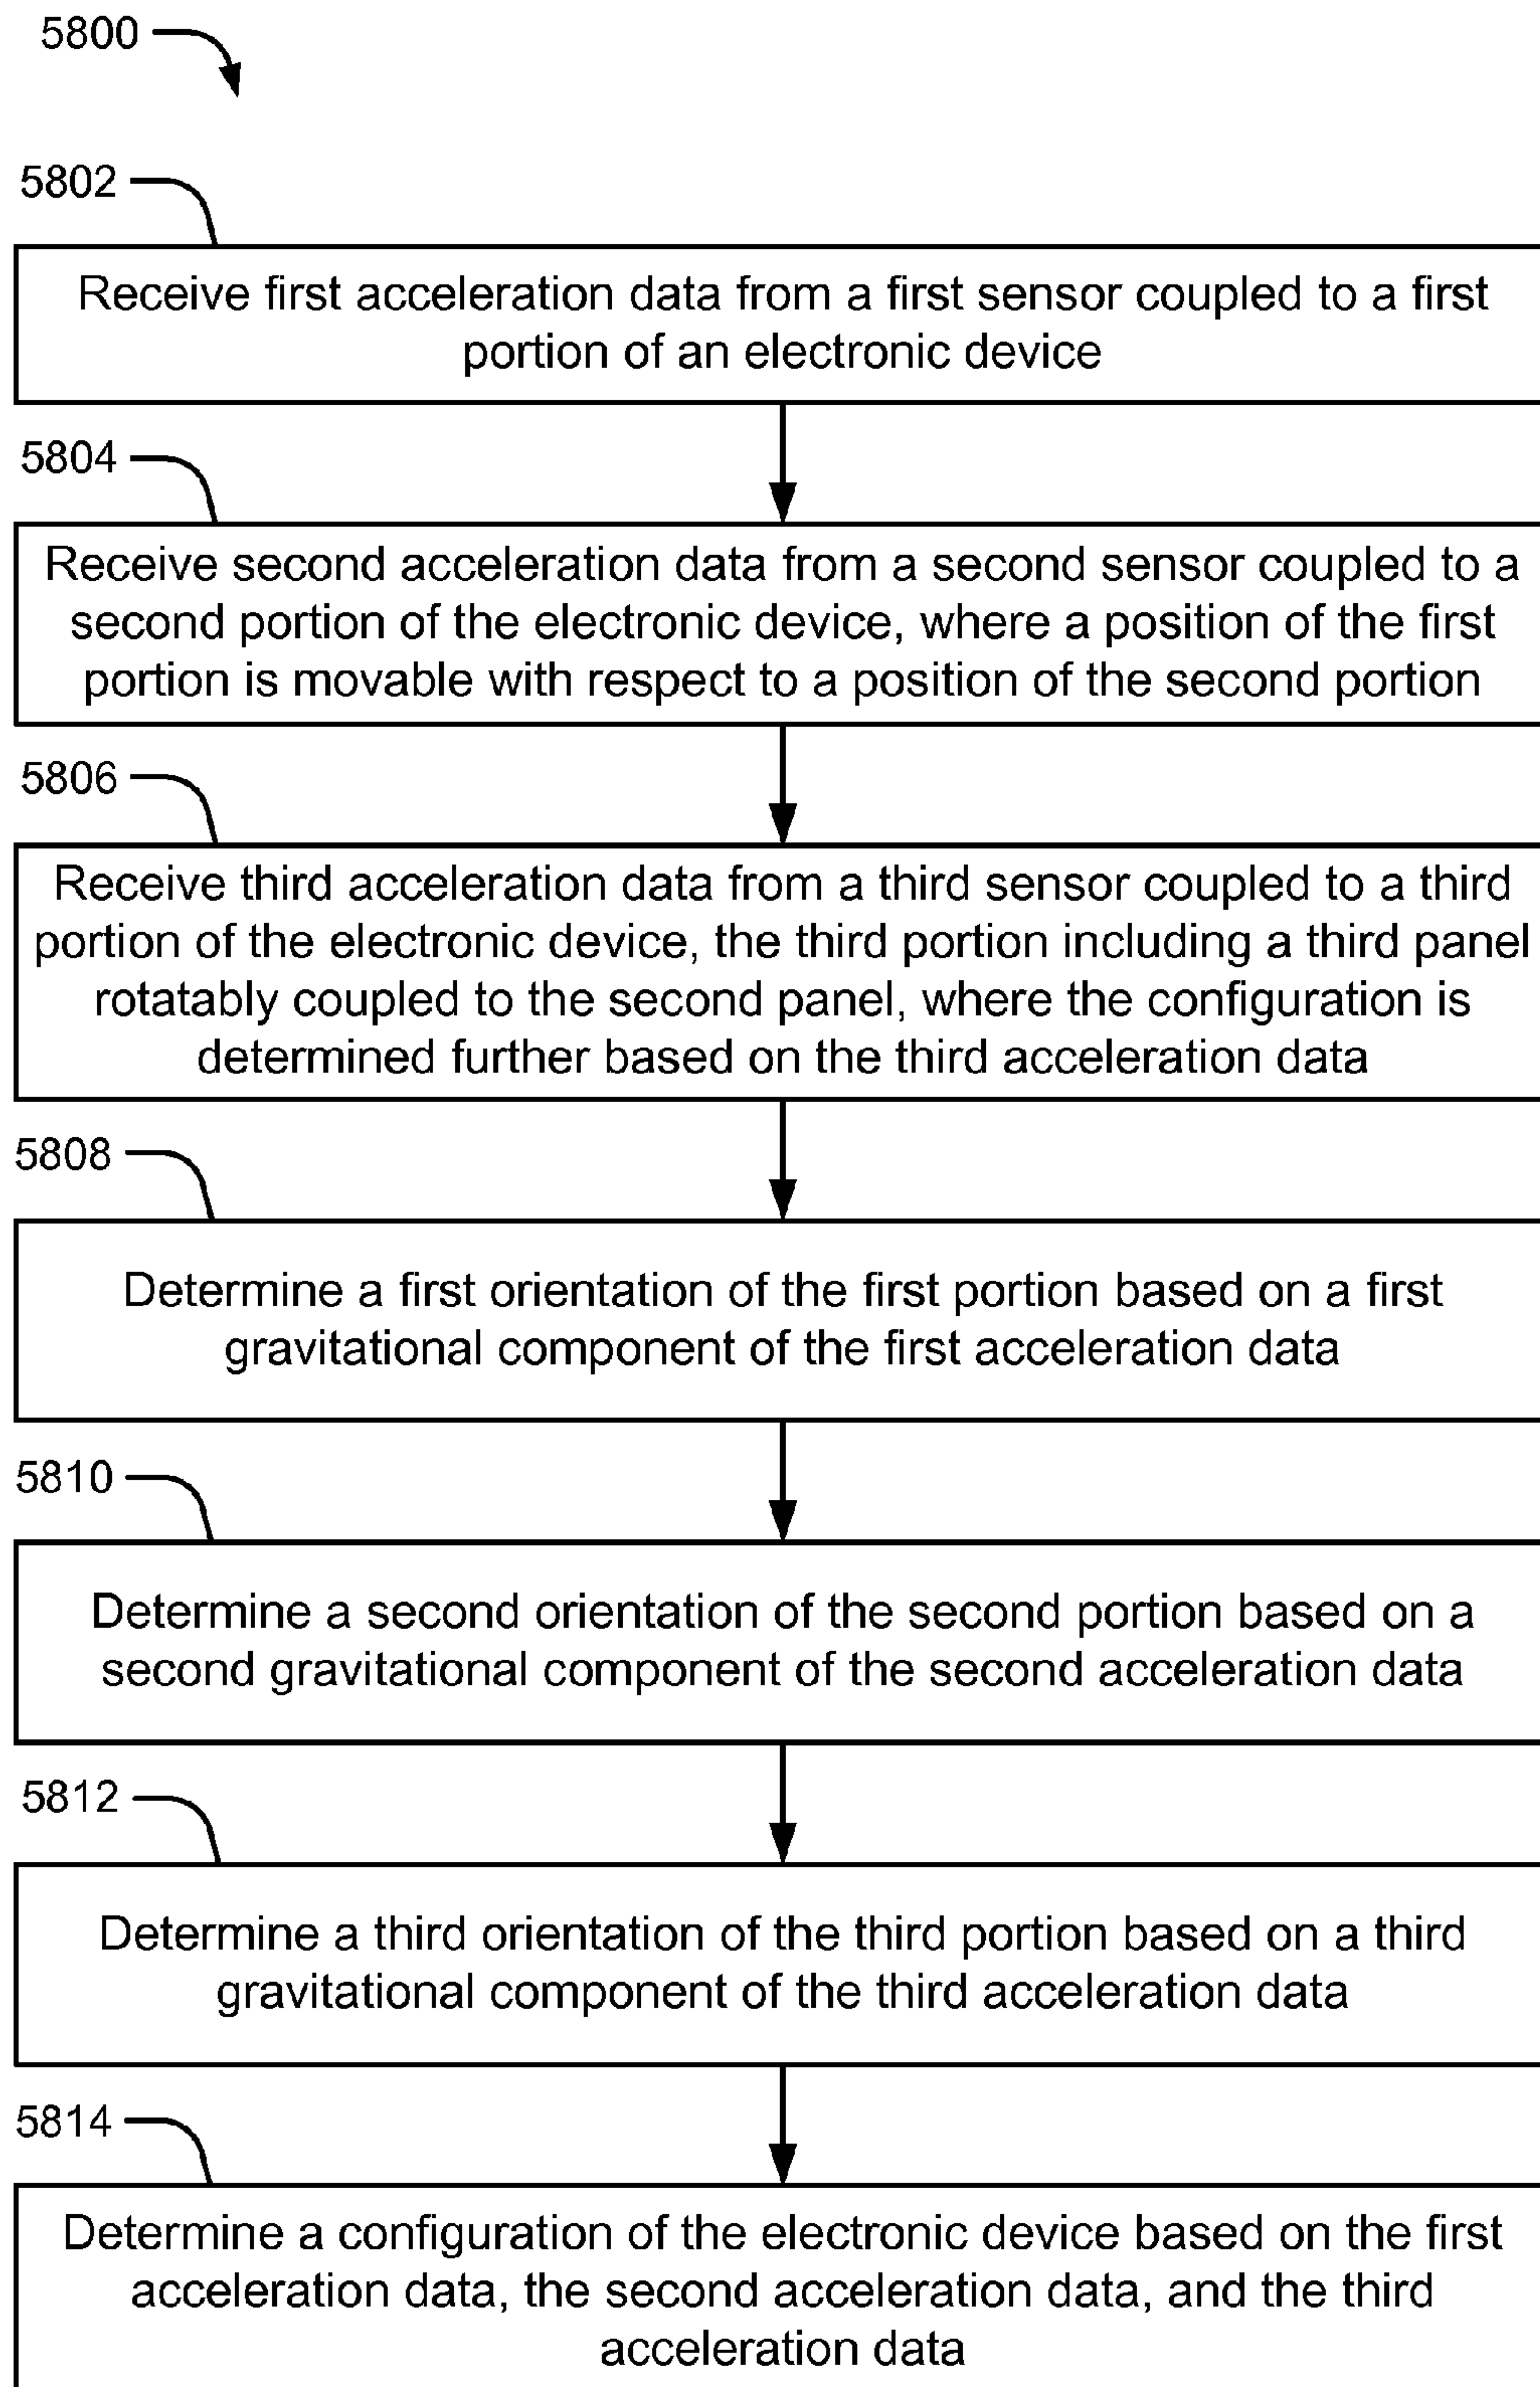 5800
5802
Receive first acceleration data from a first sensor coupled to a first
portion of an electronic device
5804
Receive second acceleration data from a second sensor coupled to a
second portion of the electronic device, where a position of the first
portion is movable with respect to a position of the second portion
5806
Receive third acceleration data from a third sensor coupled to a third
portion of the electronic device, the third portion including a third panel
rotatably coupled to the second panel, where the configuration is
determined further based on the third acceleration data
5808
Determine a first orientation of the first portion based on a first
gravitational component of the first acceleration data
5810
Determine a second orientation of the second portion based on a
second gravitational component of the second acceleration data
5812
Determine a third orientation of the third portion based on a third
gravitational component of the third acceleration data
5814
Determine a configuration of the electronic device based on the first
acceleration data, the second acceleration data, and the third
acceleration data